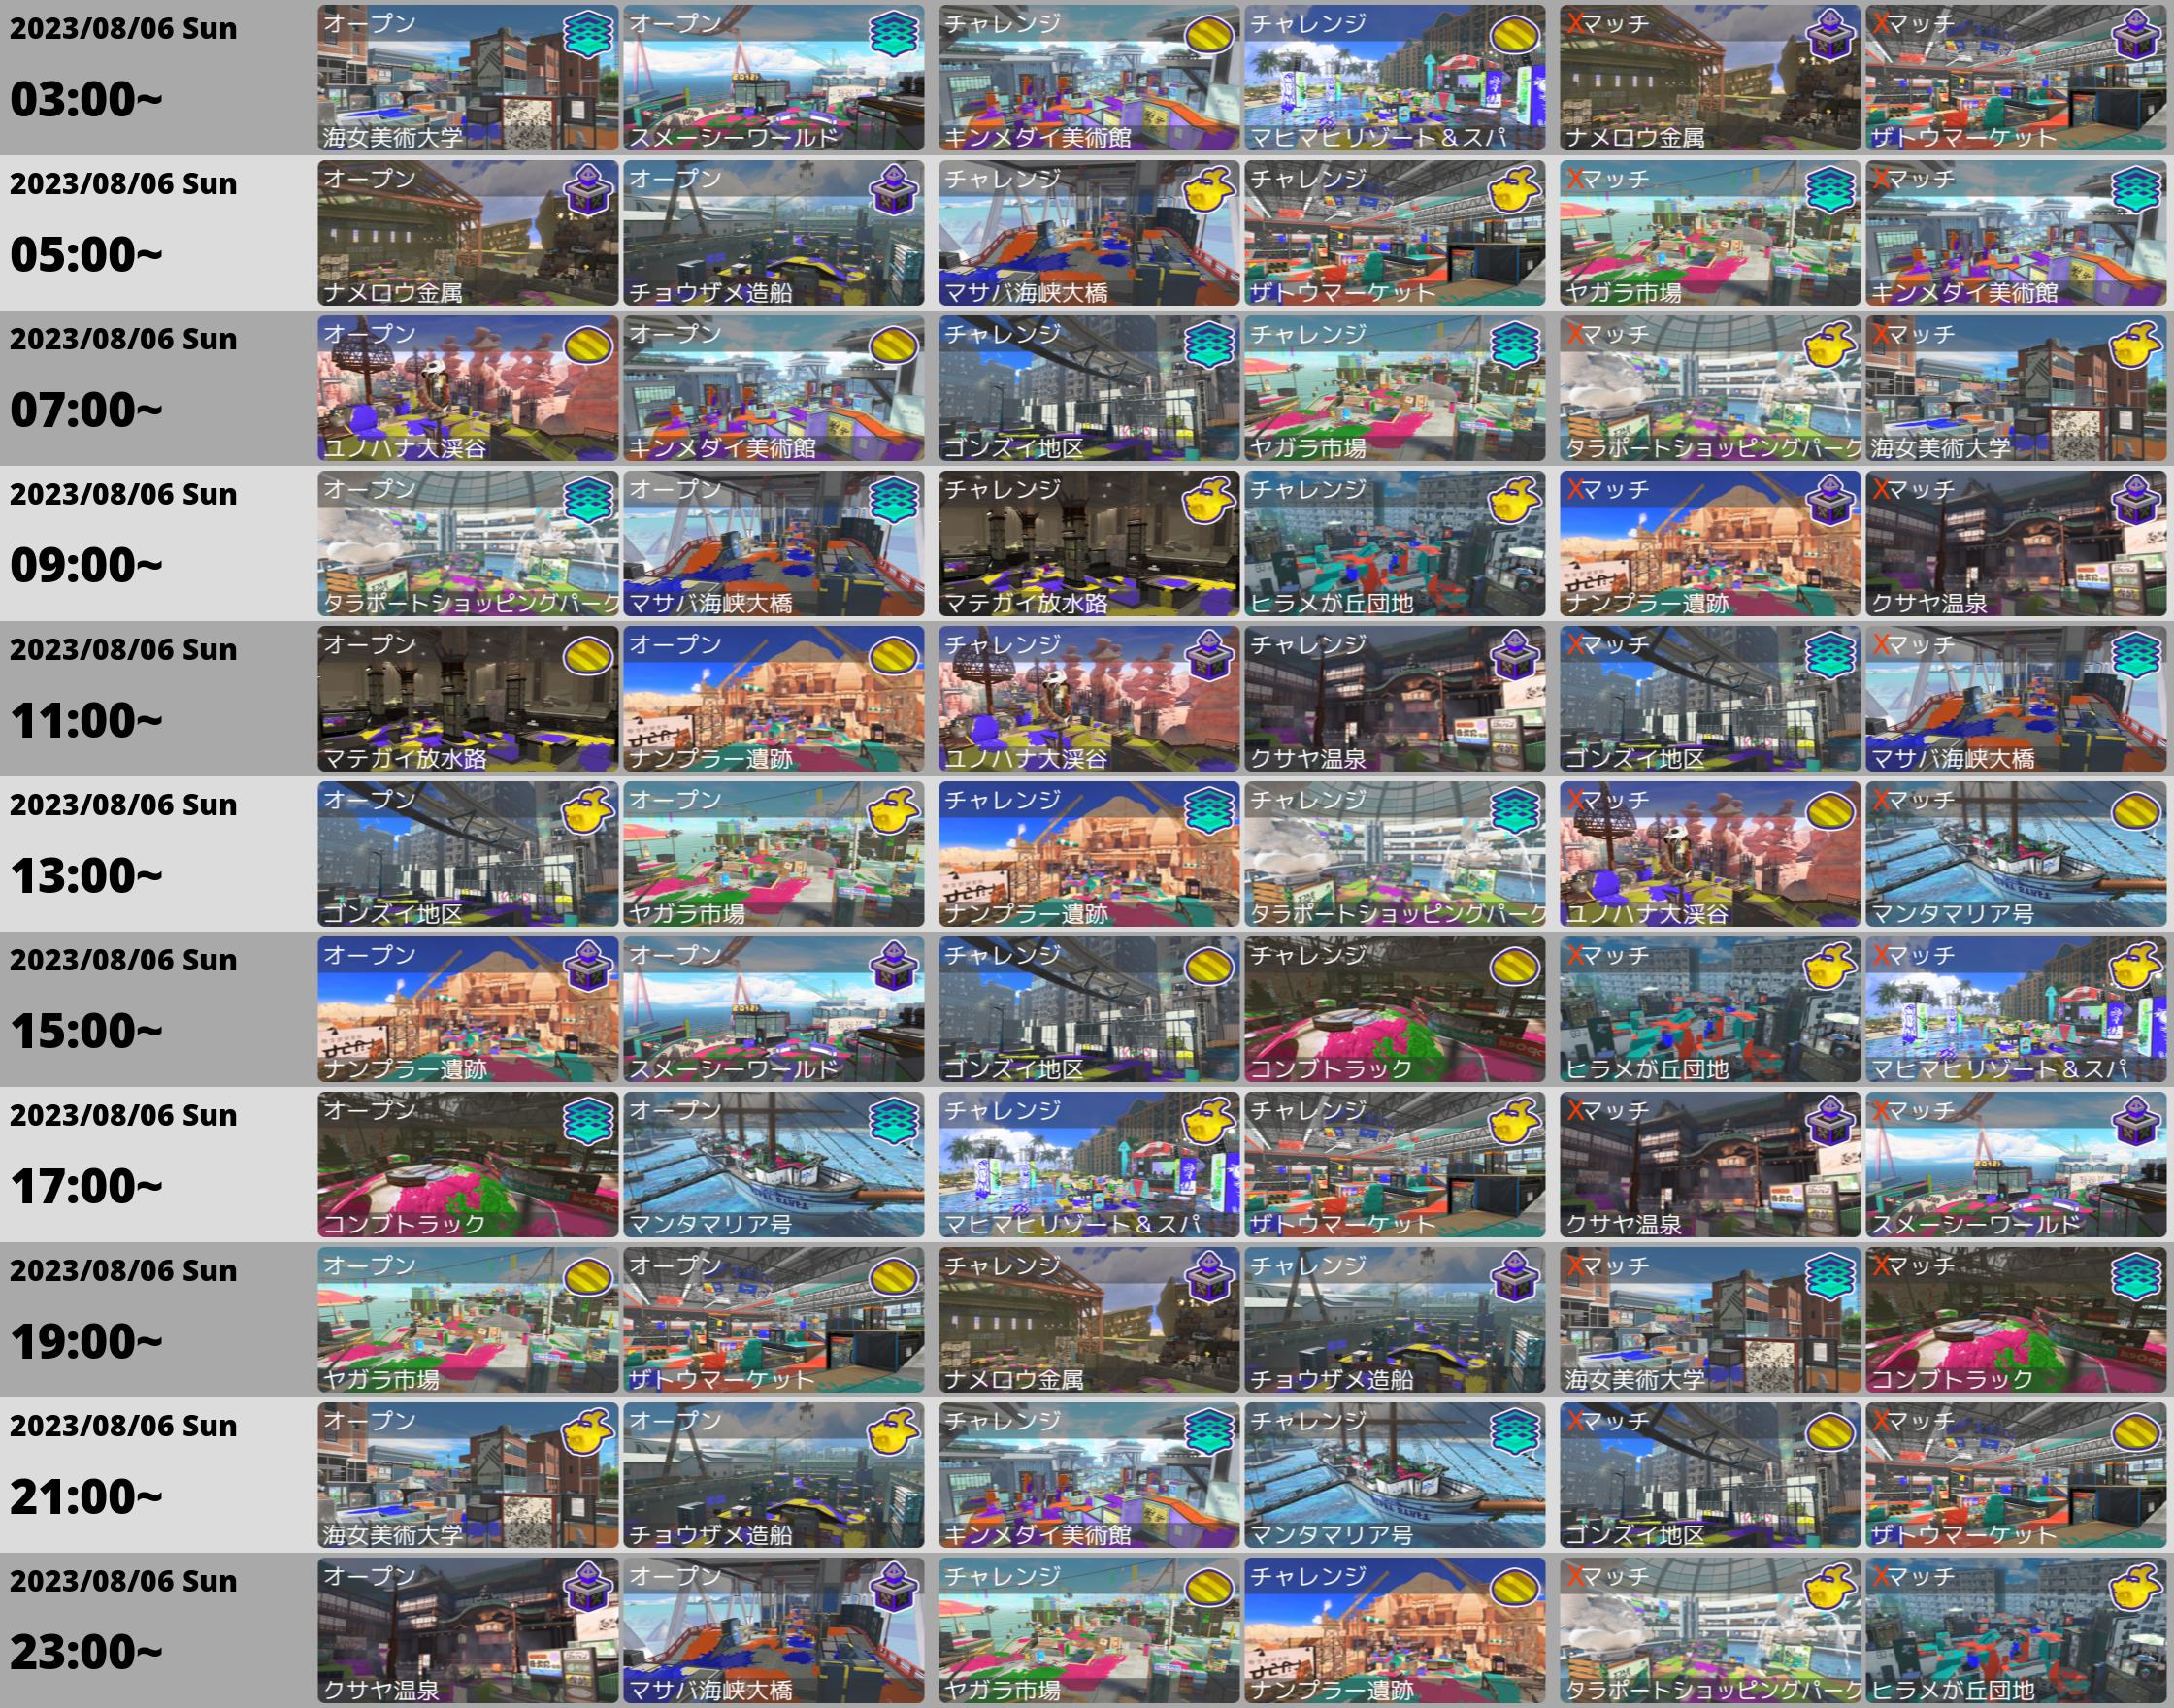 2023/08/06 Sun
03:00~
オープン
海女美術大学
オープン
スメーシーワールド
チャレンジ
キンメダイ美術館
チャレンジ
マヒマヒリゾート＆スパ
Xマッチ
ナメロウ金属
Xマッチ
ザトウマーケット
2023/08/06 Sun
05:00~
オープン
ナメロウ金属
オープン
チョウザメ造船
チャレンジ
マサバ海峡大橋
チャレンジ
ザトウマーケット
Xマッチ
ヤガラ市場
Xマッチ
キンメダイ美術館
2023/08/06 Sun
07:00~
オープン
ユノハナ大渓谷
オープン
キンメダイ美術館
チャレンジ
ゴンズイ地区
チャレンジ
ヤガラ市場
Xマッチ
タラポートショッピングパーク
Xマッチ
海女美術大学
2023/08/06 Sun
09:00~
オープン
タラポートショッピングパーク
オープン
マサバ海峡大橋
チャレンジ
マテガイ放水路
チャレンジ
ヒラメが丘団地
Xマッチ
ナンプラー遺跡
Xマッチ
クサヤ温泉
2023/08/06 Sun
11:00~
オープン
マテガイ放水路
オープン
ナンプラー遺跡
チャレンジ
ユノハナ大渓谷
チャレンジ
クサヤ温泉
Xマッチ
ゴンズイ地区
Xマッチ
マサバ海峡大橋
2023/08/06 Sun
13:00~
オープン
ゴンズイ地区
オープン
ヤガラ市場
チャレンジ
ナンプラー遺跡
チャレンジ
タラポートショッピングパーク
Xマッチ
ユノハナ大渓谷
Xマッチ
マンタマリア号
2023/08/06 Sun
15:00~
オープン
ナンプラー遺跡
オープン
スメーシーワールド
チャレンジ
ゴンズイ地区
チャレンジ
コンブトラック
Xマッチ
ヒラメが丘団地
Xマッチ
マヒマヒリゾート＆スパ
2023/08/06 Sun
17:00~
オープン
コンブトラック
オープン
マンタマリア号
チャレンジ
マヒマヒリゾート＆スパ
チャレンジ
ザトウマーケット
Xマッチ
クサヤ温泉
Xマッチ
スメーシーワールド
2023/08/06 Sun
19:00~
オープン
ヤガラ市場
オープン
ザトウマーケット
チャレンジ
ナメロウ金属
チャレンジ
チョウザメ造船
Xマッチ
海女美術大学
Xマッチ
コンブトラック
2023/08/06 Sun
21:00~
オープン
海女美術大学
オープン
チョウザメ造船
チャレンジ
キンメダイ美術館
チャレンジ
マンタマリア号
Xマッチ
ゴンズイ地区
Xマッチ
ザトウマーケット
2023/08/06 Sun
23:00~
オープン
クサヤ温泉
オープン
マサバ海峡大橋
チャレンジ
ヤガラ市場
チャレンジ
ナンプラー遺跡
Xマッチ
タラポートショッピングパーク
Xマッチ
ヒラメが丘団地